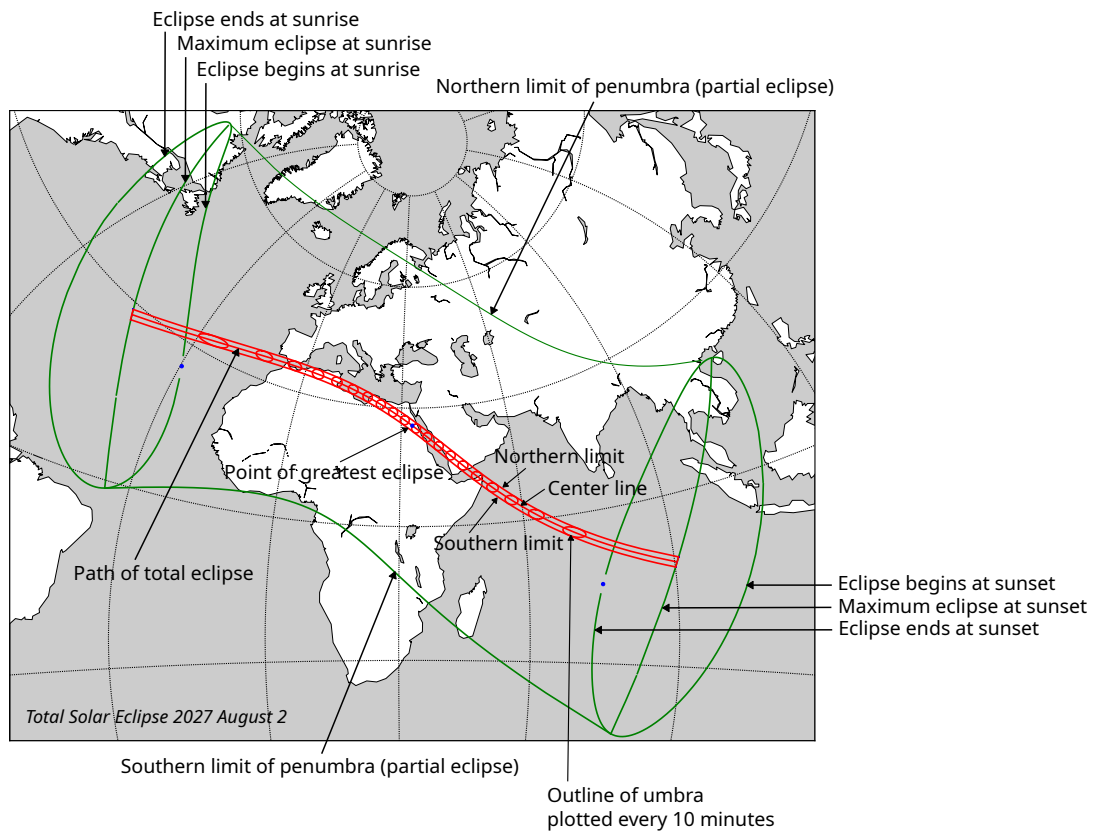 Eclipse ends at sunrise
Maximum eclipse at sunrise
Eclipse begins at sunrise
Northern limit of penumbra (partial eclipse)
Northern limit
Point of greatest eclipse
Center line
Southern limit
Path of total eclipse
Eclipse begins at sunset
Maximum eclipse at sunset
Eclipse ends at sunset
Total Solar Eclipse 2027 August 2
Southern limit of penumbra (partial eclipse)
Outline of umbra
plotted every 10 minutes